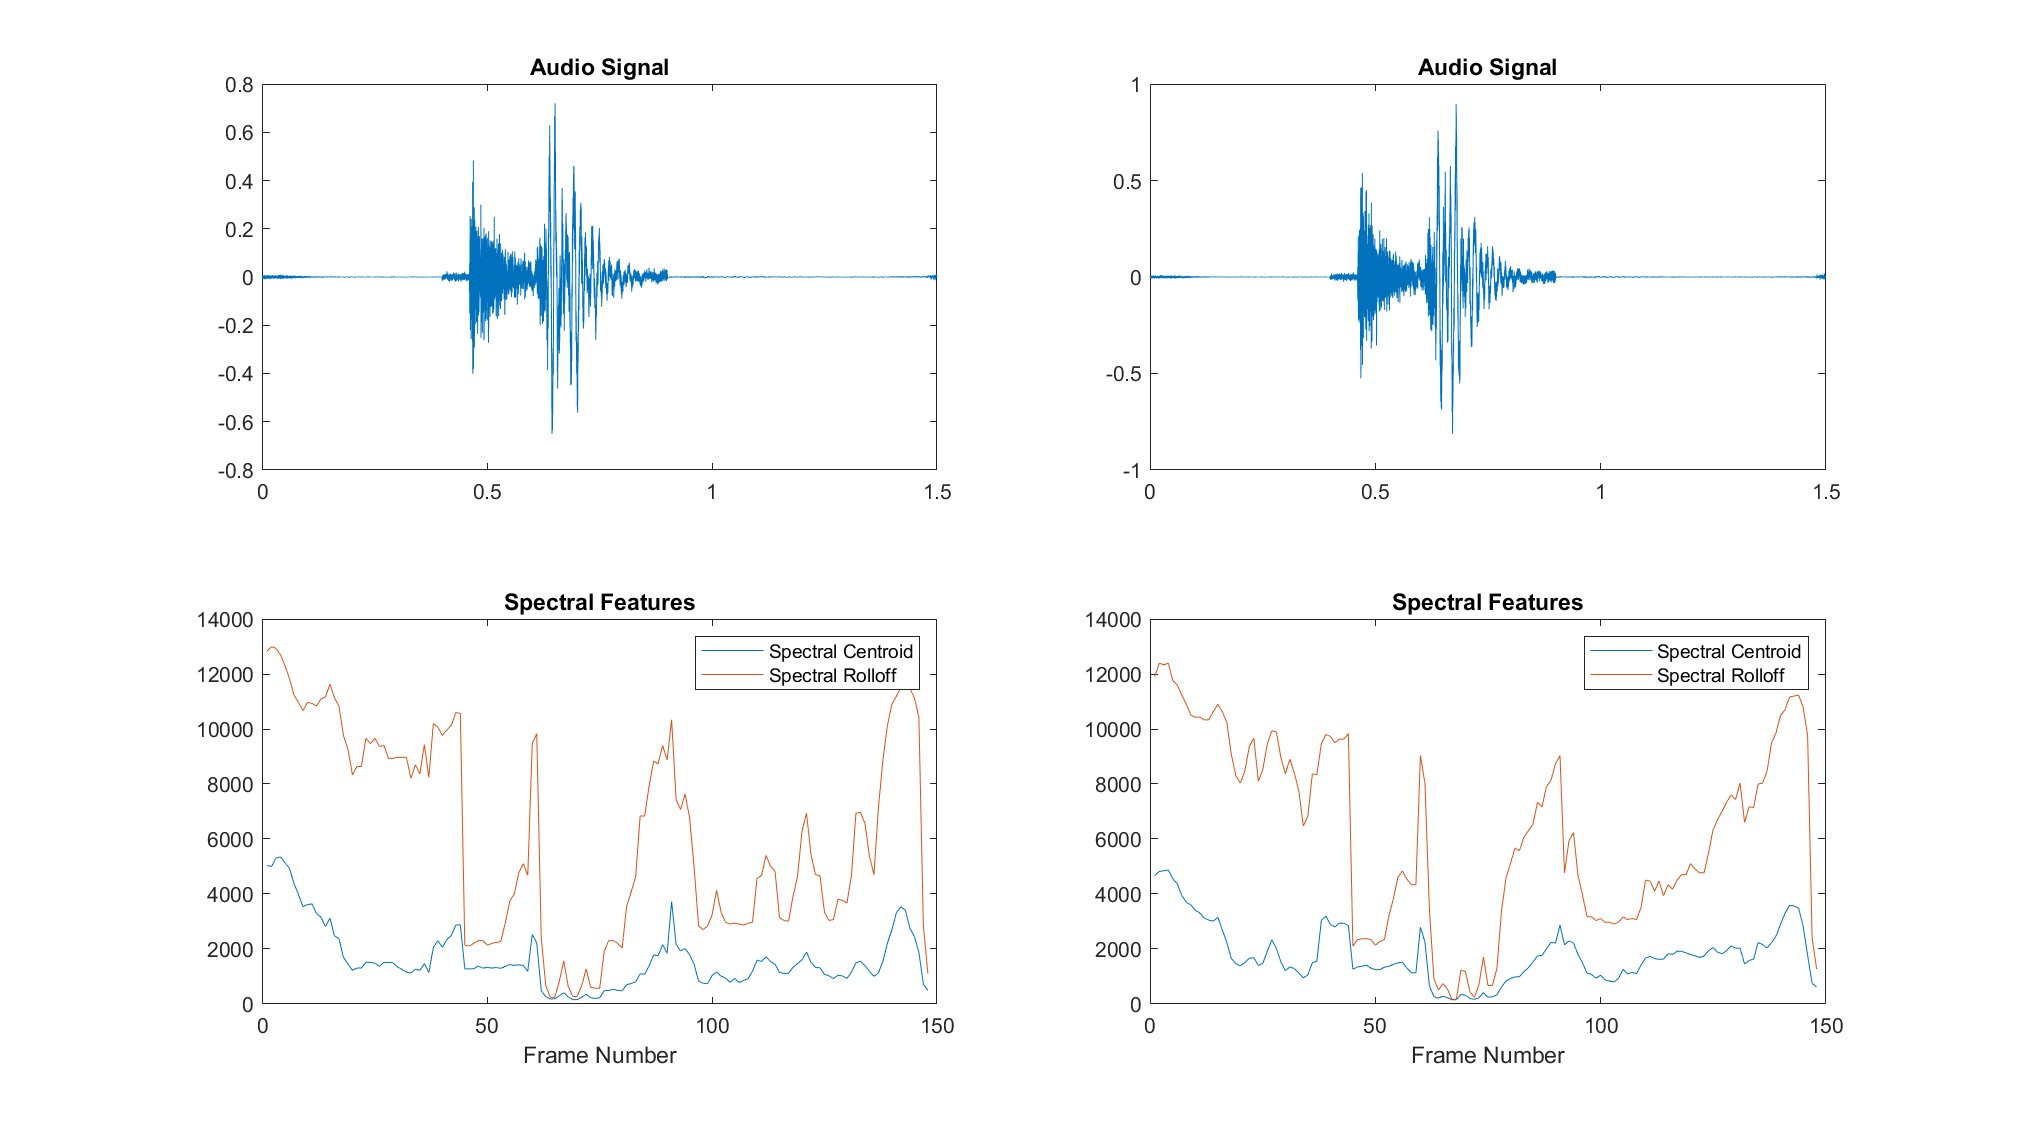 Audio Signal
0.8
0.6
0.4
0.2
0
-0.2
-0.4
-0.6
-0.8
0 0.5 1 1.5
Audio Signal
1
0.5
0
-0.5
-1
0 0.5 1 1.5
Spectral Features
14000
12000
10000
8000
6000
4000
2000
0
Spectral Centroid
Spectral Rolloff
0 50 100 150
Frame Number
Spectral Features
14000
12000
10000
8000
6000
4000
2000
0
Spectral Centroid
Spectral Rolloff
0 50 100 150
Frame Number